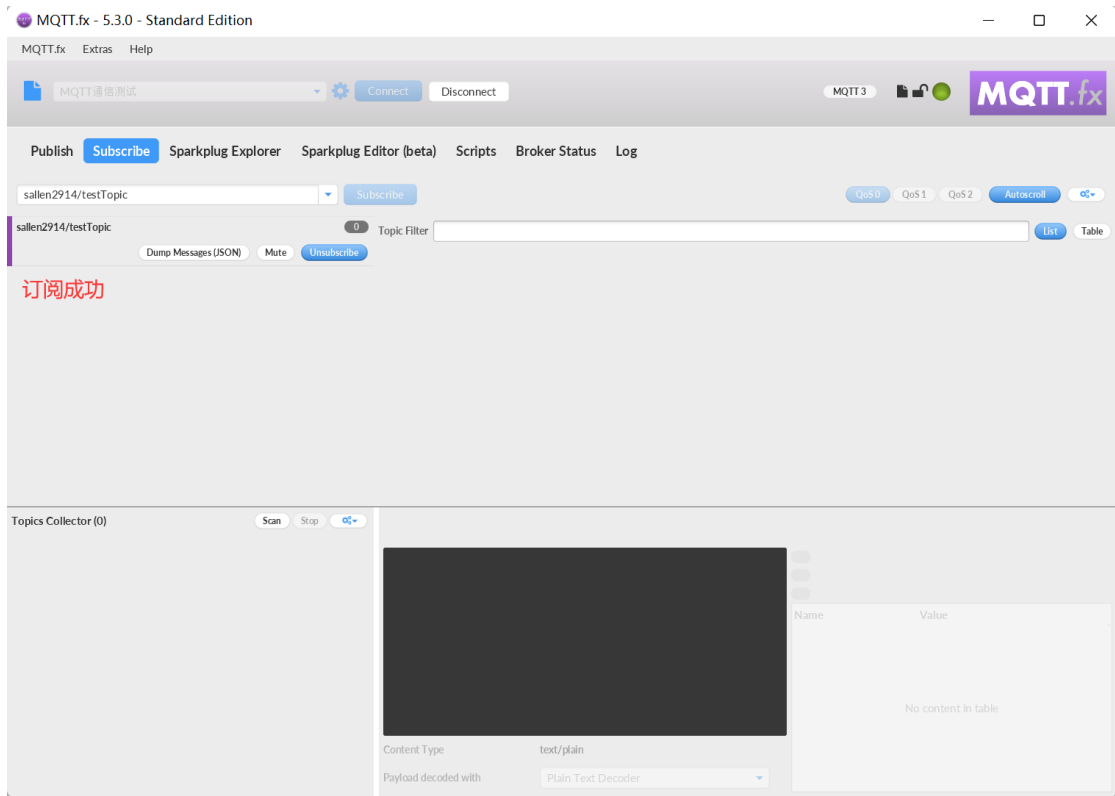 MQTT.fx - 5.3.0 - Standard Edition
MQTT.fx Extras Help
MQTT通信测试 Connect Disconnect MQTT 3 MQTT.fx
Publish Subscribe Sparkplug Explorer Sparkplug Editor (beta) Scripts Broker Status Log
sallen2914/testTopic Subscribe QoS 0 QoS 1 QoS 2 Autoscroll
sallen2914/testTopic 0 Topic Filter List Table
Dump Messages (JSON) Mute Unsubscribe
订阅成功
Topics Collector (0) Scan Stop
Name Value
No content in table
Content Type text/plain
Payload decoded with Plain Text Decoder